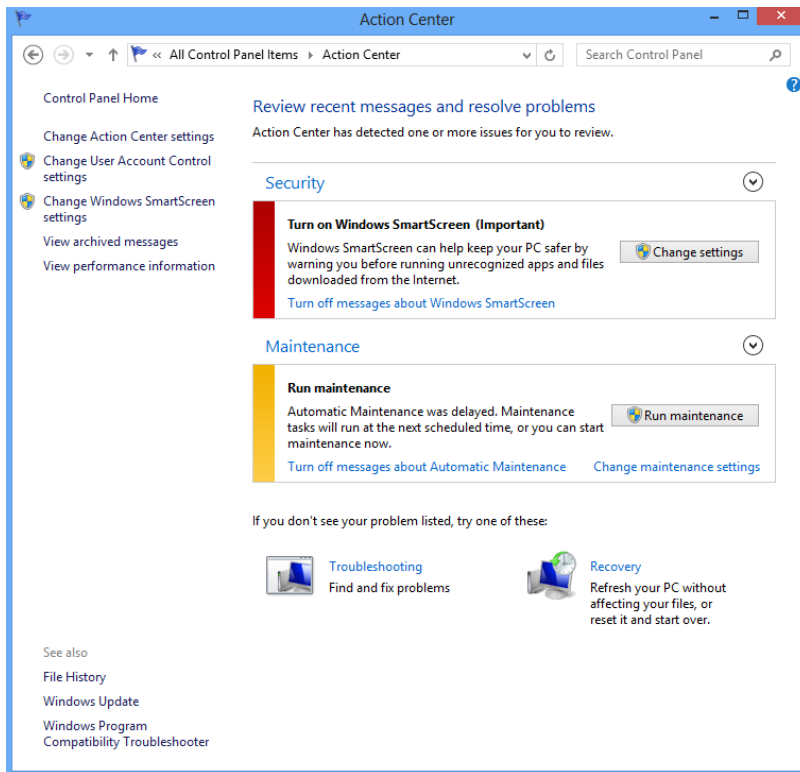 Action Center
« All Control Panel Items Action Center
Search Control Panel
Control Panel Home
Change Action Center settings
Change User Account Control
settings
Change Windows SmartScreen
settings
View archived messages
View performance information
Review recent messages and resolve problems
Action Center has detected one or more issues for you to review.
Security
Turn on Windows SmartScreen (Important)
Windows SmartScreen can help keep your PC safer by
warning you before running unrecognized apps and files
downloaded from the Internet.
Change settings
Turn off messages about Windows SmartScreen
Maintenance
Run maintenance
Automatic Maintenance was delayed. Maintenance
tasks will run at the next scheduled time, or you can start
maintenance now.
Run maintenance
Turn off messages about Automatic Maintenance
Change maintenance settings
If you don't see your problem listed, try one of these:
Troubleshooting
Find and fix problems
Recovery
Refresh your PC without
affecting your files, or
reset it and start over.
See also
File History
Windows Update
Windows Program
Compatibility Troubleshooter